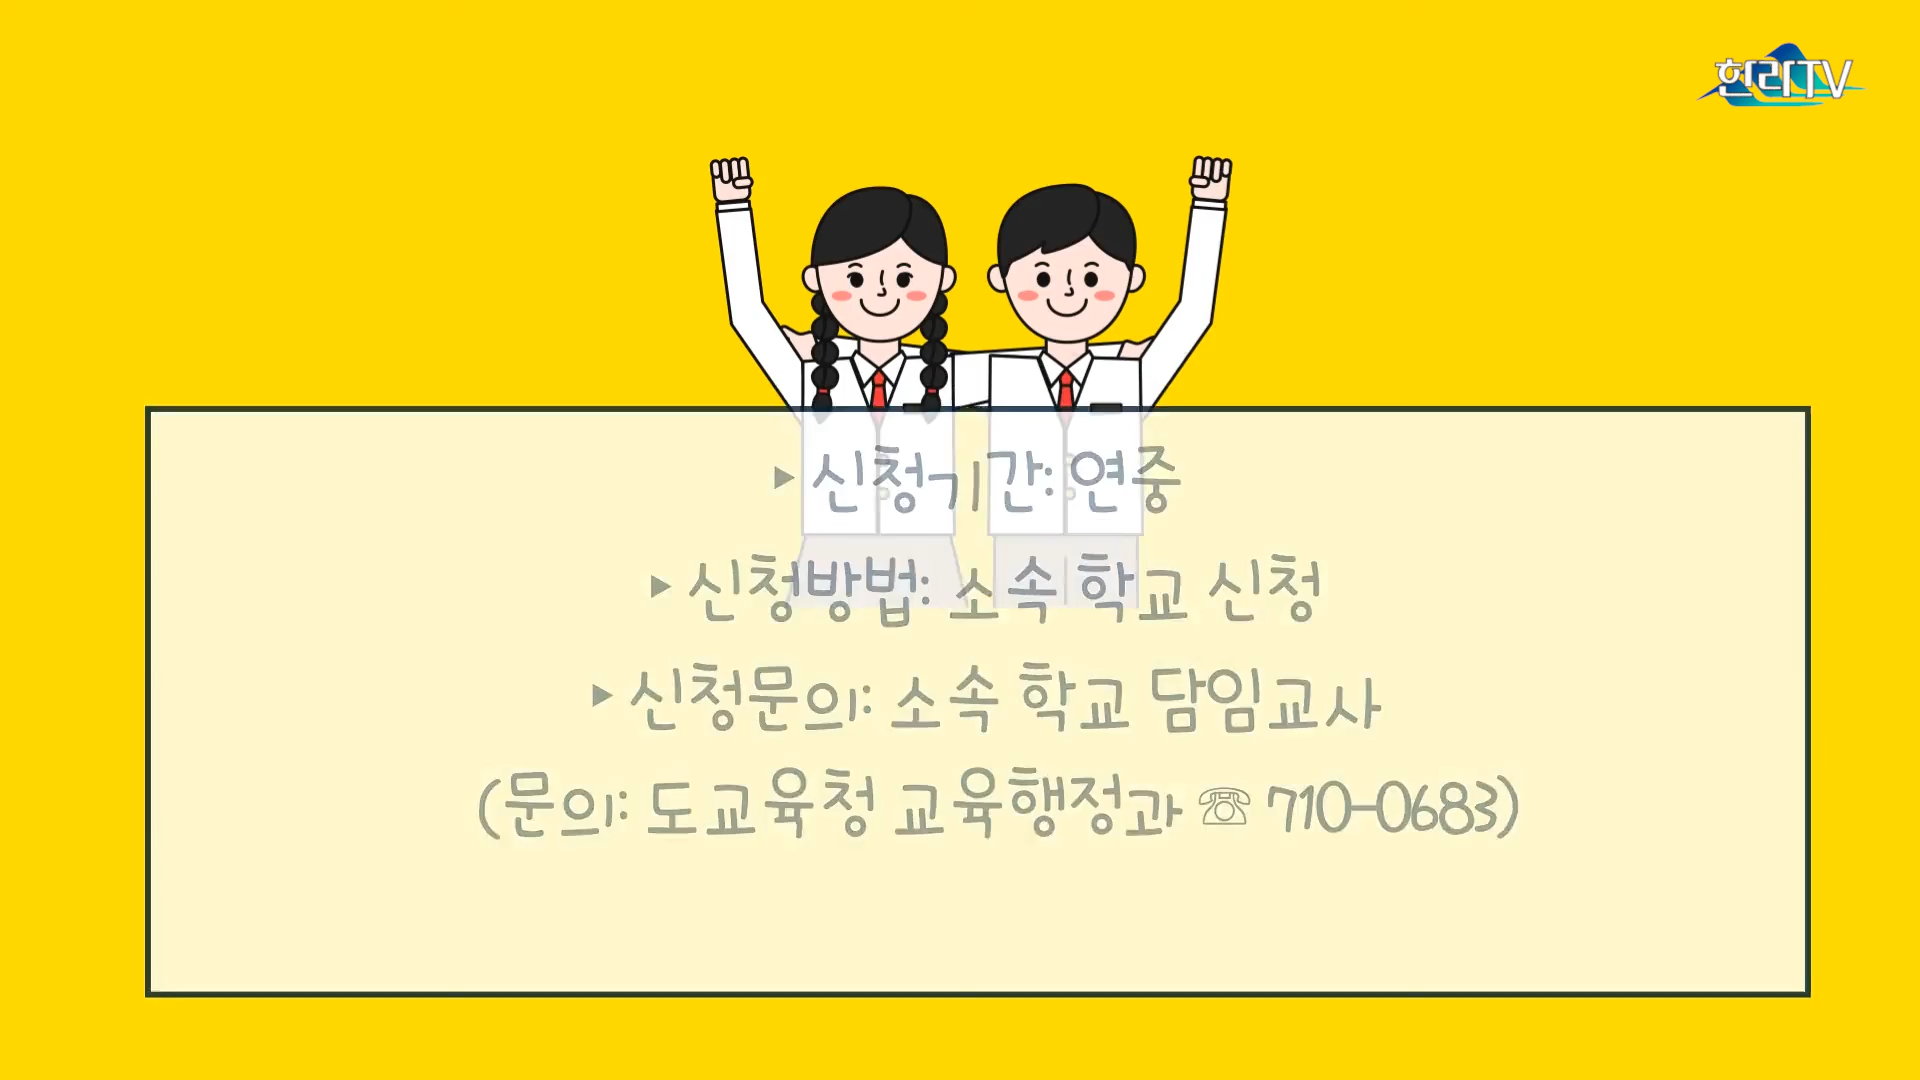 한라TV
▶신청기간: 연중
▶신청방법: 소속 학교 신청
▶신청문의: 소속 학교 담임교사
(문의: 도교육청 교육행정과 ☏ 710-0683)